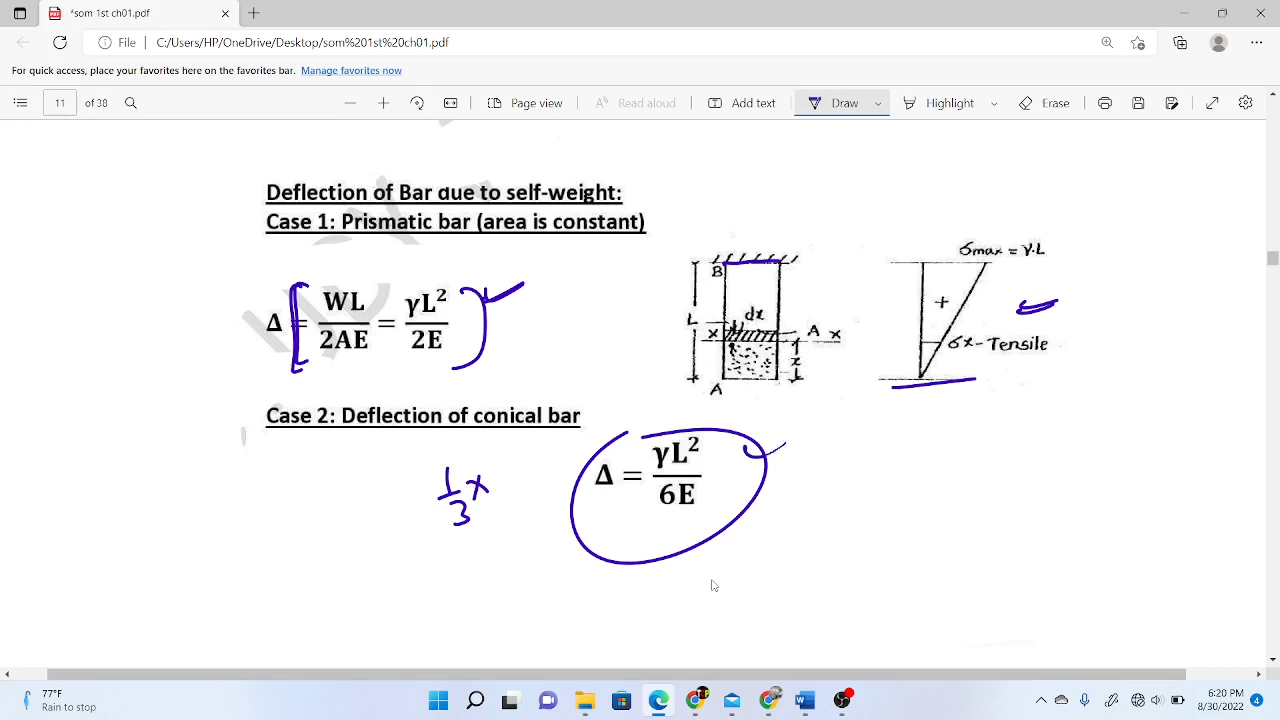 *som 1st ch01.pdf
File C:/Users/HP/OneDrive/Desktop/som%201st%20ch01.pdf
For quick access, place your favorites here on the favorites bar. Manage favorites now
11 of 38 Page view Read aloud Add text Draw Highlight Erase
Deflection of Bar due to self-weight:
Case 1: Prismatic bar (area is constant)
Δ = WL/2AE = γL²/2E
B
L
dx
X A X
x
A
σmax = γ.L
+
σx - Tensile
Case 2: Deflection of conical bar
1/3 x
Δ = γL²/6E
77°F
Rain to stop
8:20 PM
8/30/2022
4